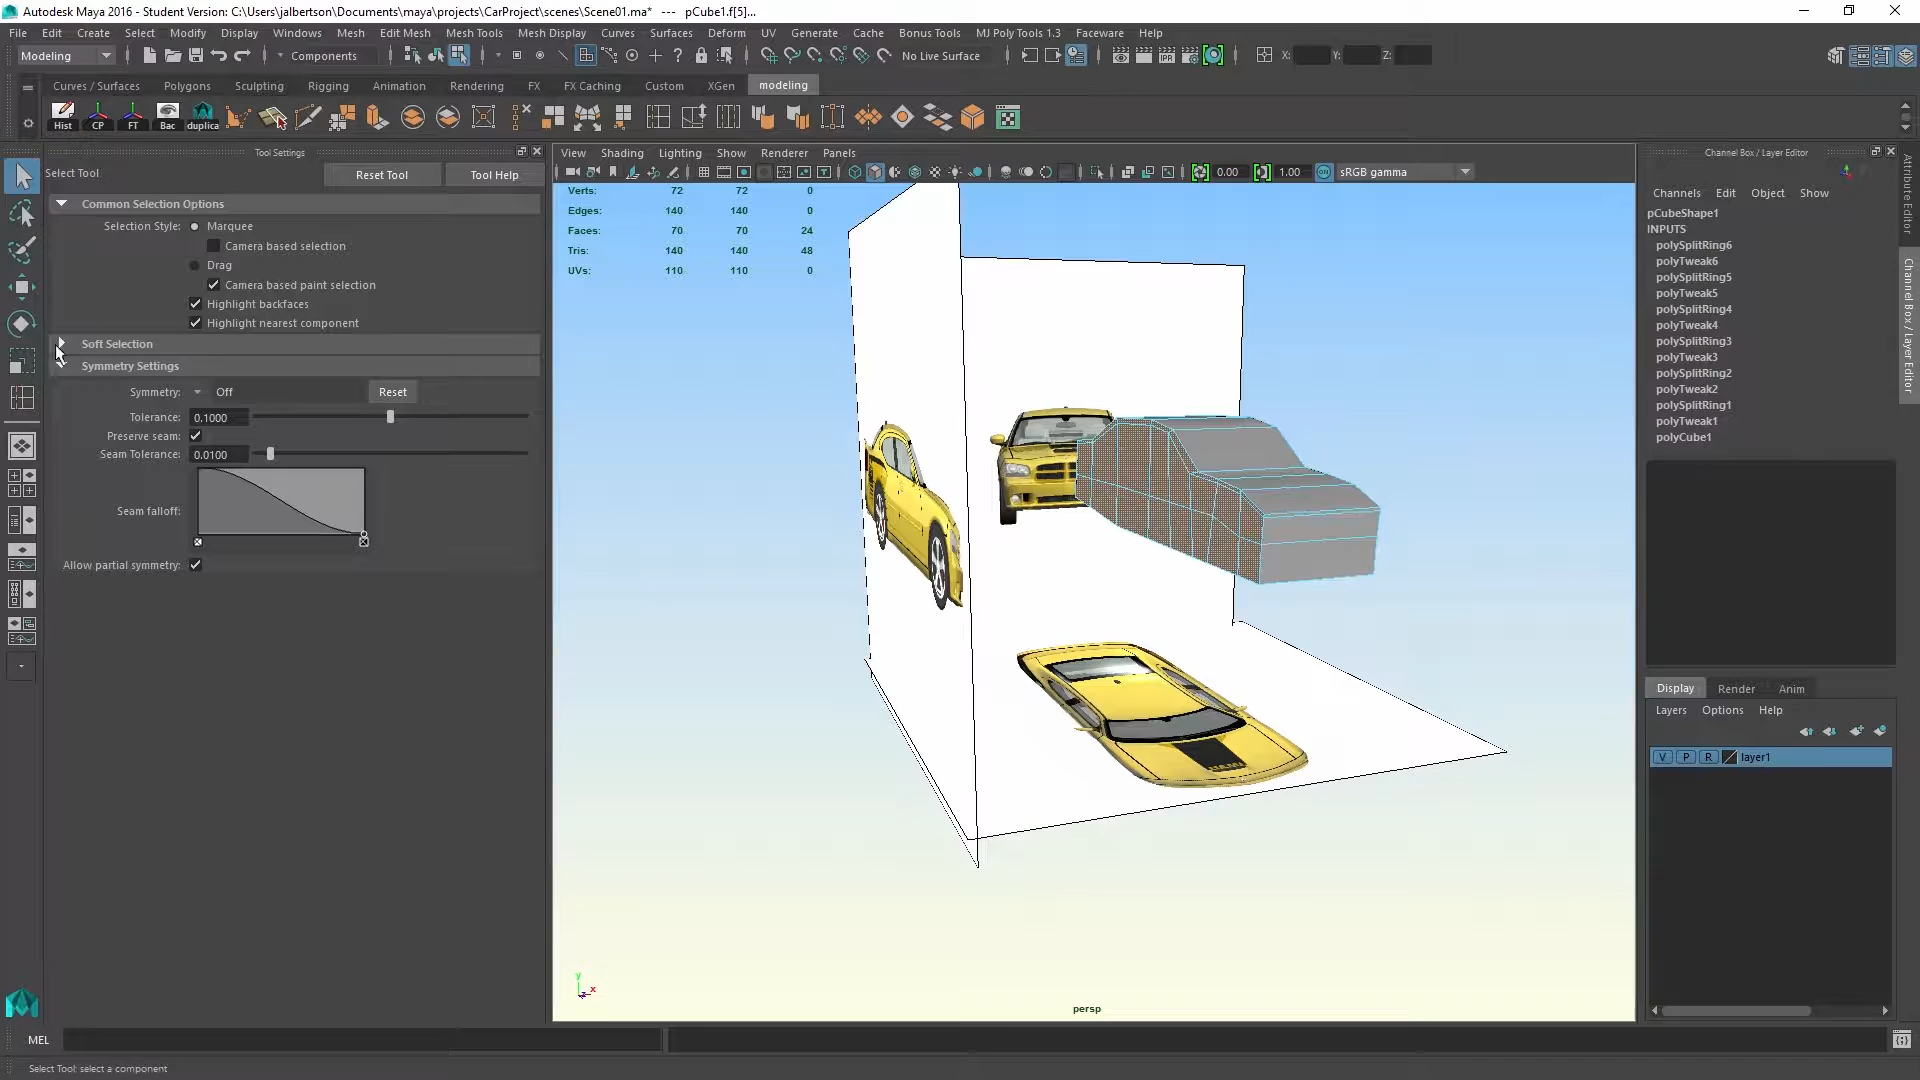 Autodesk Maya 2016 - Student Version: C:\Users\jalbertson\Documents\maya\projects\CarProject\scenes\Scene01.ma* --- pCube1.f[5]...
File Edit Create Select Modify Display Windows Mesh Edit Mesh Mesh Tools Mesh Display Curves Surfaces Deform UV Generate Cache Bonus Tools MJ Poly Tools 1.3 Faceware Help
Modeling Components No Live Surface X: Y: Z:
Curves / Surfaces Polygons Sculpting Rigging Animation Rendering FX FX Caching Custom XGen modeling
Hist CP FT Bac duplica
Tool Settings
Select Tool Reset Tool Tool Help
Common Selection Options
Selection Style: Marquee
Camera based selection
Drag
Camera based paint selection
Highlight backfaces
Highlight nearest component
Soft Selection
Symmetry Settings
Symmetry: Off Reset
Tolerance: 0.1000
Preserve seam:
Seam Tolerance: 0.0100
Seam falloff:
Allow partial symmetry:
View Shading Lighting Show Renderer Panels
0.00 1.00 sRGB gamma
Verts: 72 72 0
Edges: 140 140 0
Faces: 70 70 24
Tris: 140 140 48
UVs: 110 110 0
y
x
persp
Channel Box / Layer Editor
Channels Edit Object Show
pCubeShape1
INPUTS
polySplitRing6
polyTweak6
polySplitRing5
polyTweak5
polySplitRing4
polyTweak4
polySplitRing3
polyTweak3
polySplitRing2
polyTweak2
polySplitRing1
polyTweak1
polyCube1
Display Render Anim
Layers Options Help
V P R layer1
Attribute Editor
Channel Box / Layer Editor
MEL
Select Tool: select a component